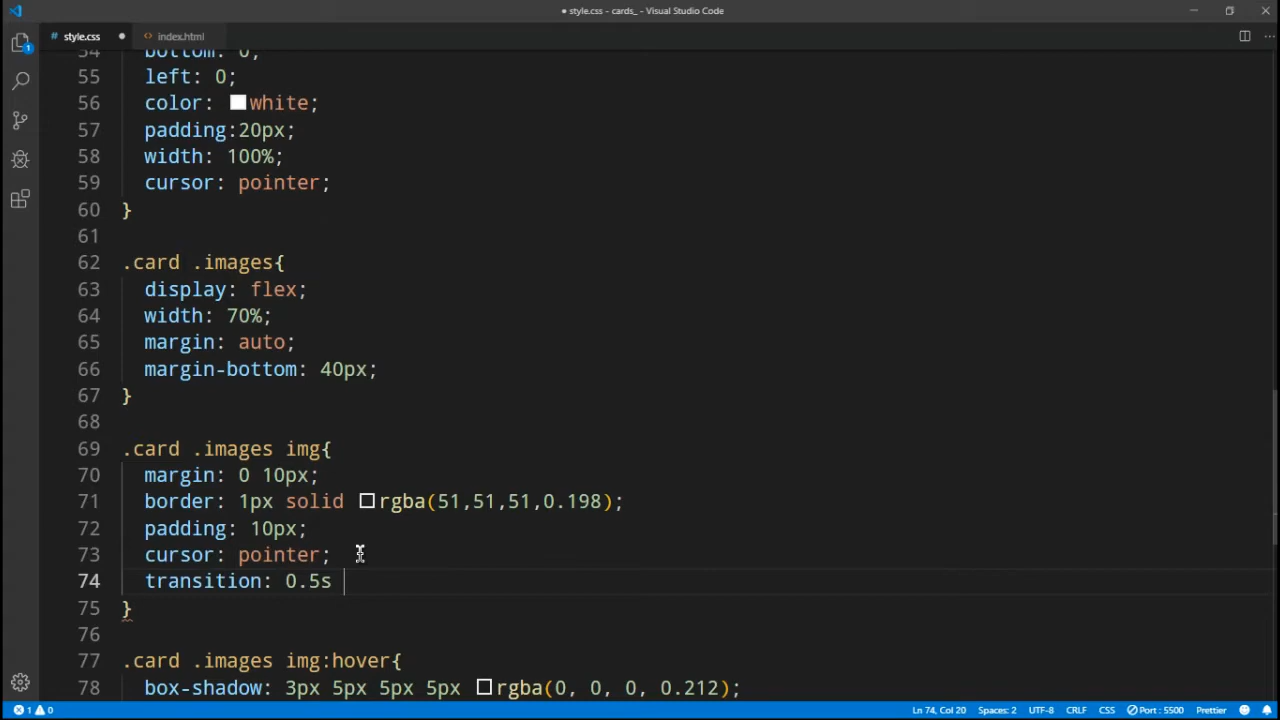 ● style.css - cards_ - Visual Studio Code
# style.css ● <> index.html
1
54 bottom: 0;
55 left: 0;
56 color: white;
57 padding:20px;
58 width: 100%;
59 cursor: pointer;
60 }
61
62 .card .images{
63 display: flex;
64 width: 70%;
65 margin: auto;
66 margin-bottom: 40px;
67 }
68
69 .card .images img{
70 margin: 0 10px;
71 border: 1px solid rgba(51,51,51,0.198);
72 padding: 10px;
73 cursor: pointer;
74 transition: 0.5s
75 }
76
77 .card .images img:hover{
78 box-shadow: 3px 5px 5px 5px rgba(0, 0, 0, 0.212);
1 0 Ln 74, Col 20 Spaces: 2 UTF-8 CRLF CSS Port : 5500 Prettier